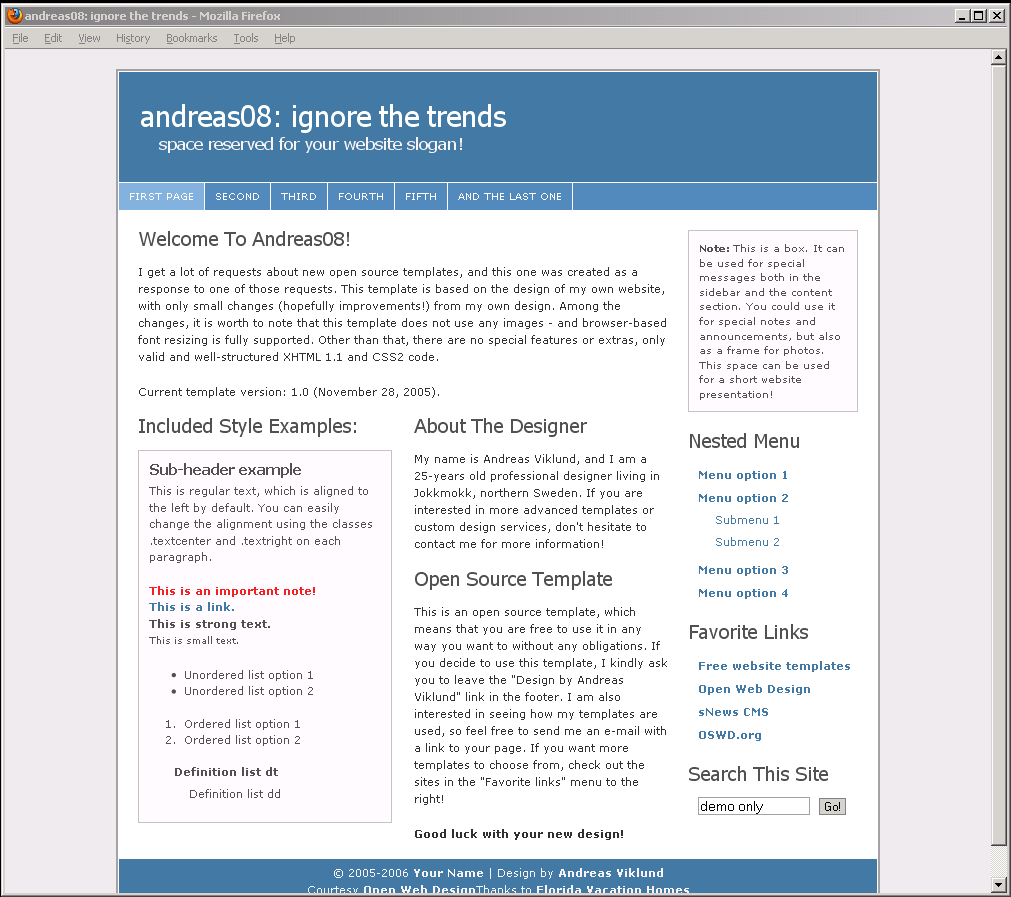 andreas08: ignore the trends - Mozilla Firefox
File Edit View History Bookmarks Tools Help
andreas08: ignore the trends
space reserved for your website slogan!
FIRST PAGE SECOND THIRD FOURTH FIFTH AND THE LAST ONE
Welcome To Andreas08!
I get a lot of requests about new open source templates, and this one was created as a
response to one of those requests. This template is based on the design of my own website,
with only small changes (hopefully improvements!) from my own design. Among the
changes, it is worth to note that this template does not use any images - and browser-based
font resizing is fully supported. Other than that, there are no special features or extras, only
valid and well-structured XHTML 1.1 and CSS2 code.
Current template version: 1.0 (November 28, 2005).
Included Style Examples:
Sub-header example
This is regular text, which is aligned to
the left by default. You can easily
change the alignment using the classes
.textcenter and .textright on each
paragraph.
This is an important note!
This is a link.
This is strong text.
This is small text.
• Unordered list option 1
• Unordered list option 2
1. Ordered list option 1
2. Ordered list option 2
Definition list dt
Definition list dd
About The Designer
My name is Andreas Viklund, and I am a
25-years old professional designer living in
Jokkmokk, northern Sweden. If you are
interested in more advanced templates or
custom design services, don't hesitate to
contact me for more information!
Open Source Template
This is an open source template, which
means that you are free to use it in any
way you want to without any obligations. If
you decide to use this template, I kindly ask
you to leave the "Design by Andreas
Viklund" link in the footer. I am also
interested in seeing how my templates are
used, so feel free to send me an e-mail with
a link to your page. If you want more
templates to choose from, check out the
sites in the "Favorite links" menu to the
right!
Good luck with your new design!
Note: This is a box. It can
be used for special
messages both in the
sidebar and the content
section. You could use it
for special notes and
announcements, but also
as a frame for photos.
This space can be used
for a short website
presentation!
Nested Menu
Menu option 1
Menu option 2
Submenu 1
Submenu 2
Menu option 3
Menu option 4
Favorite Links
Free website templates
Open Web Design
sNews CMS
OSWD.org
Search This Site
demo only Go!
© 2005-2006 Your Name | Design by Andreas Viklund
Courtesy Open Web DesignThanks to Florida Vacation Homes